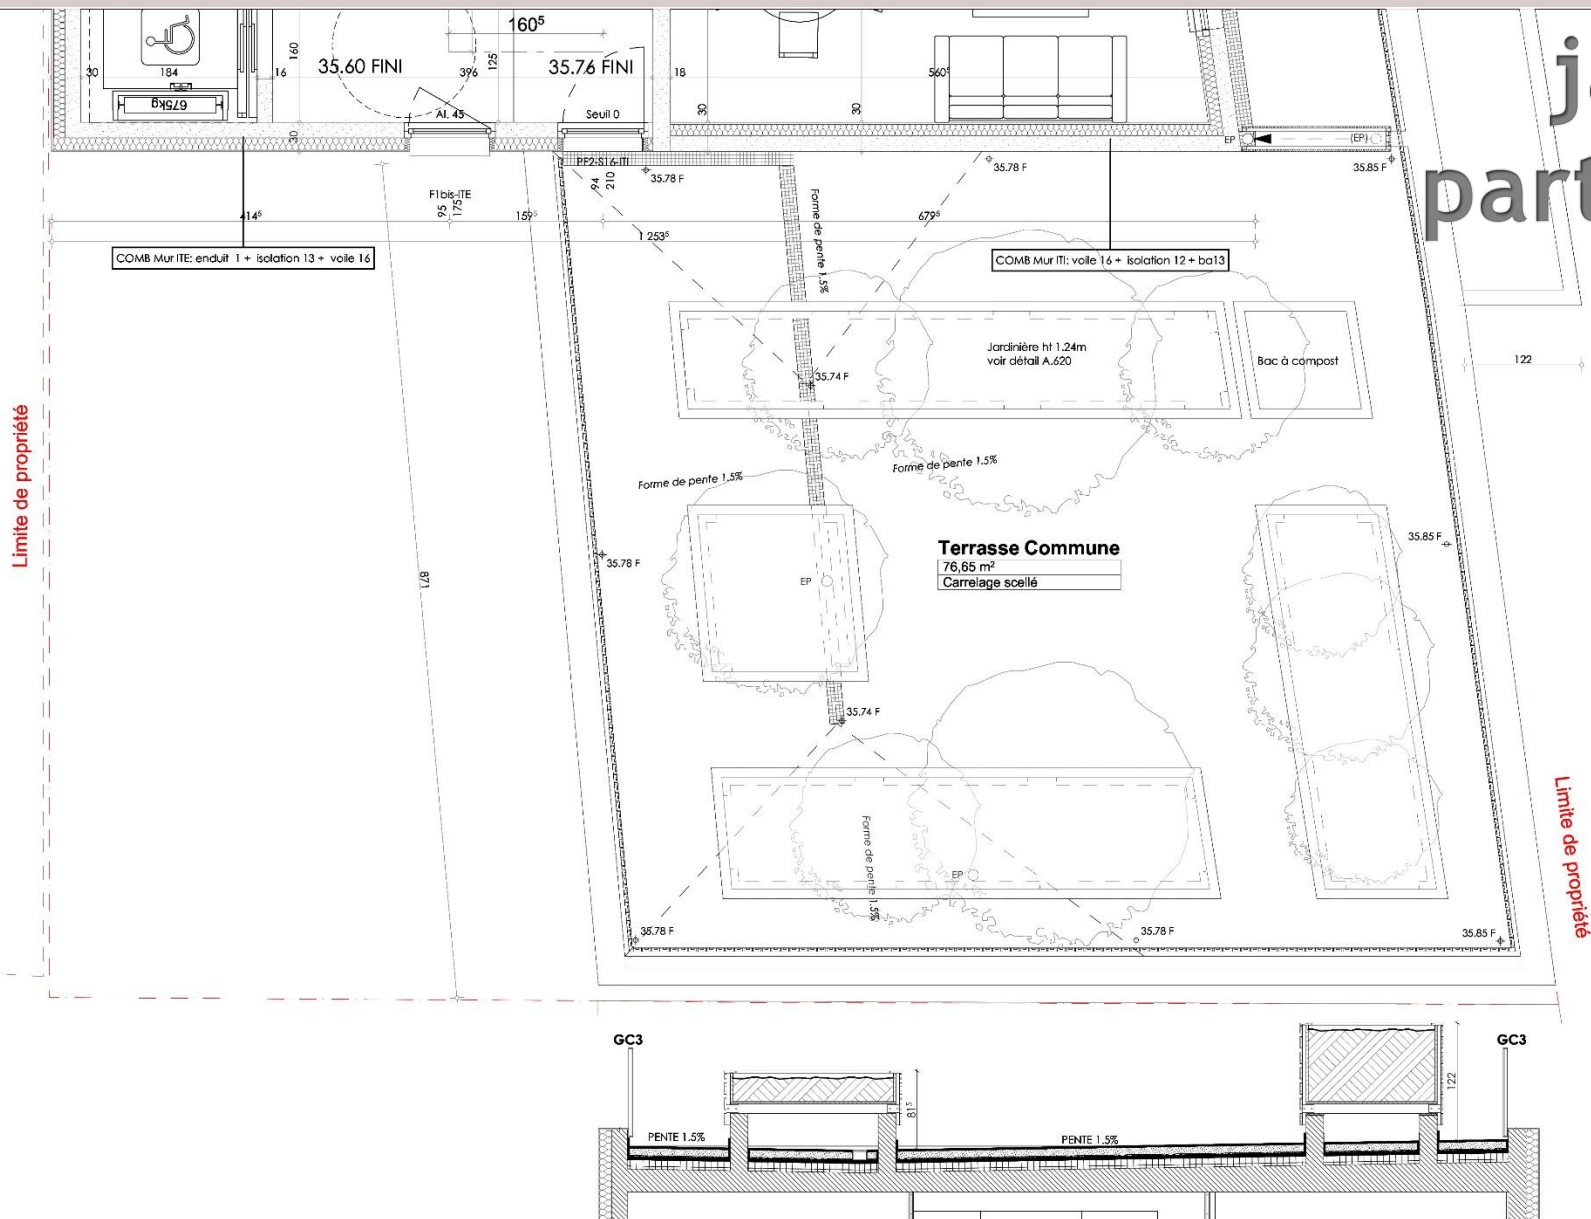 160⁵
160
125
35.60 FINI
35.76 FINI
30
184
16
396
18
560⁵
675kg
Al. 45
Seuil 0
30
30
30
EP
(EP)
PF2-S16-ITI
94
210
35.78 F
35.78 F
35.85 F
F1bis-ITE
95
175
414⁵
679⁵
1 253⁵
COMB Mur ITE: enduit 1 + isolation 13 + voile 16
COMB Mur ITI: voile 16 + isolation 12 + ba13
Forme de pente 1.5%
Jardinière ht 1.24m
voir détail A.620
Bac à compost
122
35.74 F
Limite de propriété
Forme de pente 1.5%
Forme de pente 1.5%
Terrasse Commune
76,65 m²
Carrelage scellé
35.85 F
35.78 F
871
EP
35.74 F
Limite de propriété
Forme de pente 1.5%
EP
35.78 F
35.78 F
35.85 F
GC3
GC3
122
81⁵
PENTE 1.5%
PENTE 1.5%